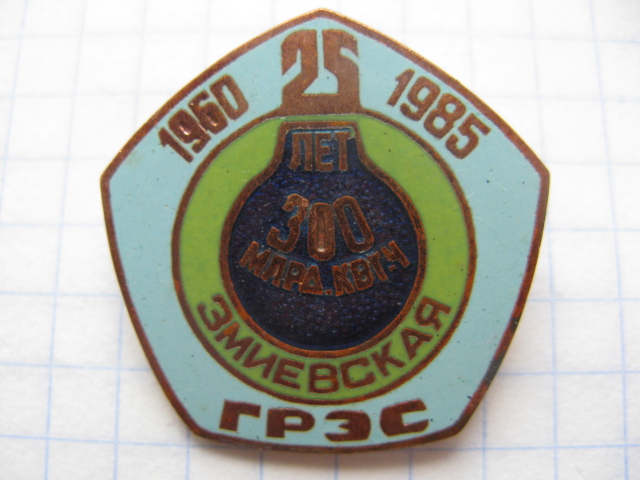 1960 25 1985
ЛЕТ
300
МЛРД. КВТ.Ч
ЗМИЕВСКАЯ
ГРЭС